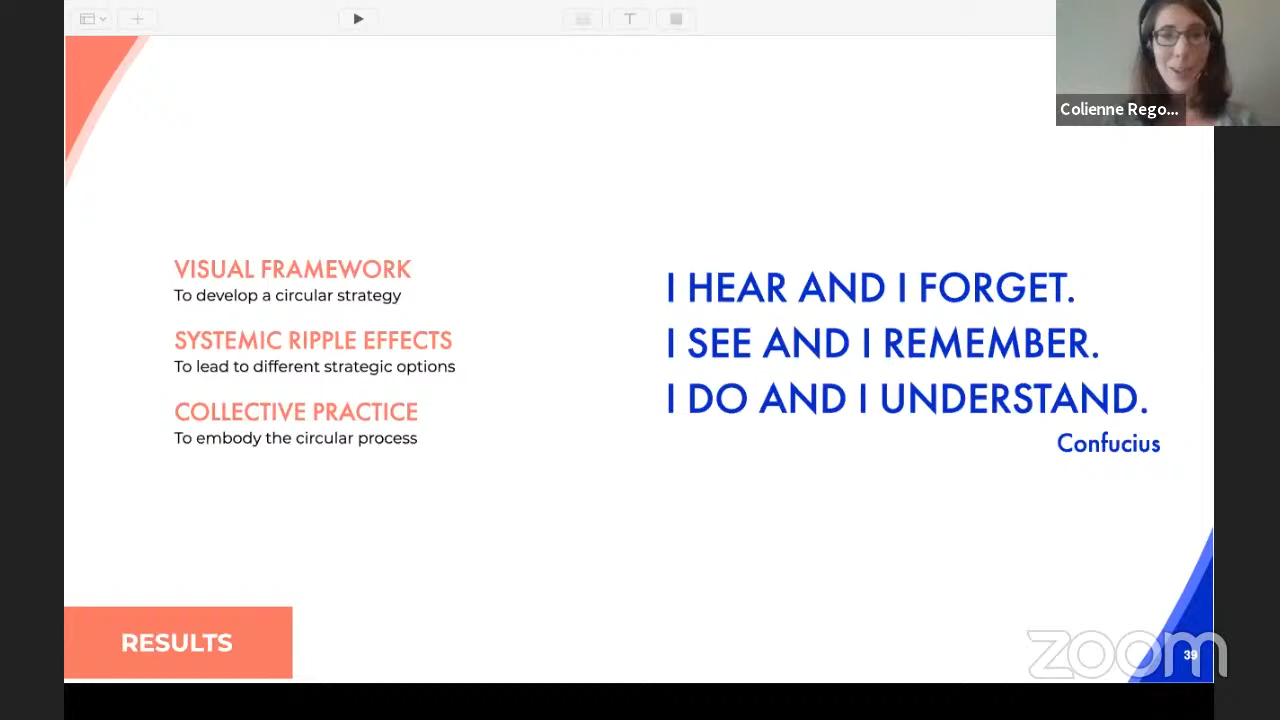 Colienne Rego...
VISUAL FRAMEWORK
To develop a circular strategy
SYSTEMIC RIPPLE EFFECTS
To lead to different strategic options
COLLECTIVE PRACTICE
To embody the circular process
I HEAR AND I FORGET.
I SEE AND I REMEMBER.
I DO AND I UNDERSTAND.
Confucius
RESULTS
zoom
39